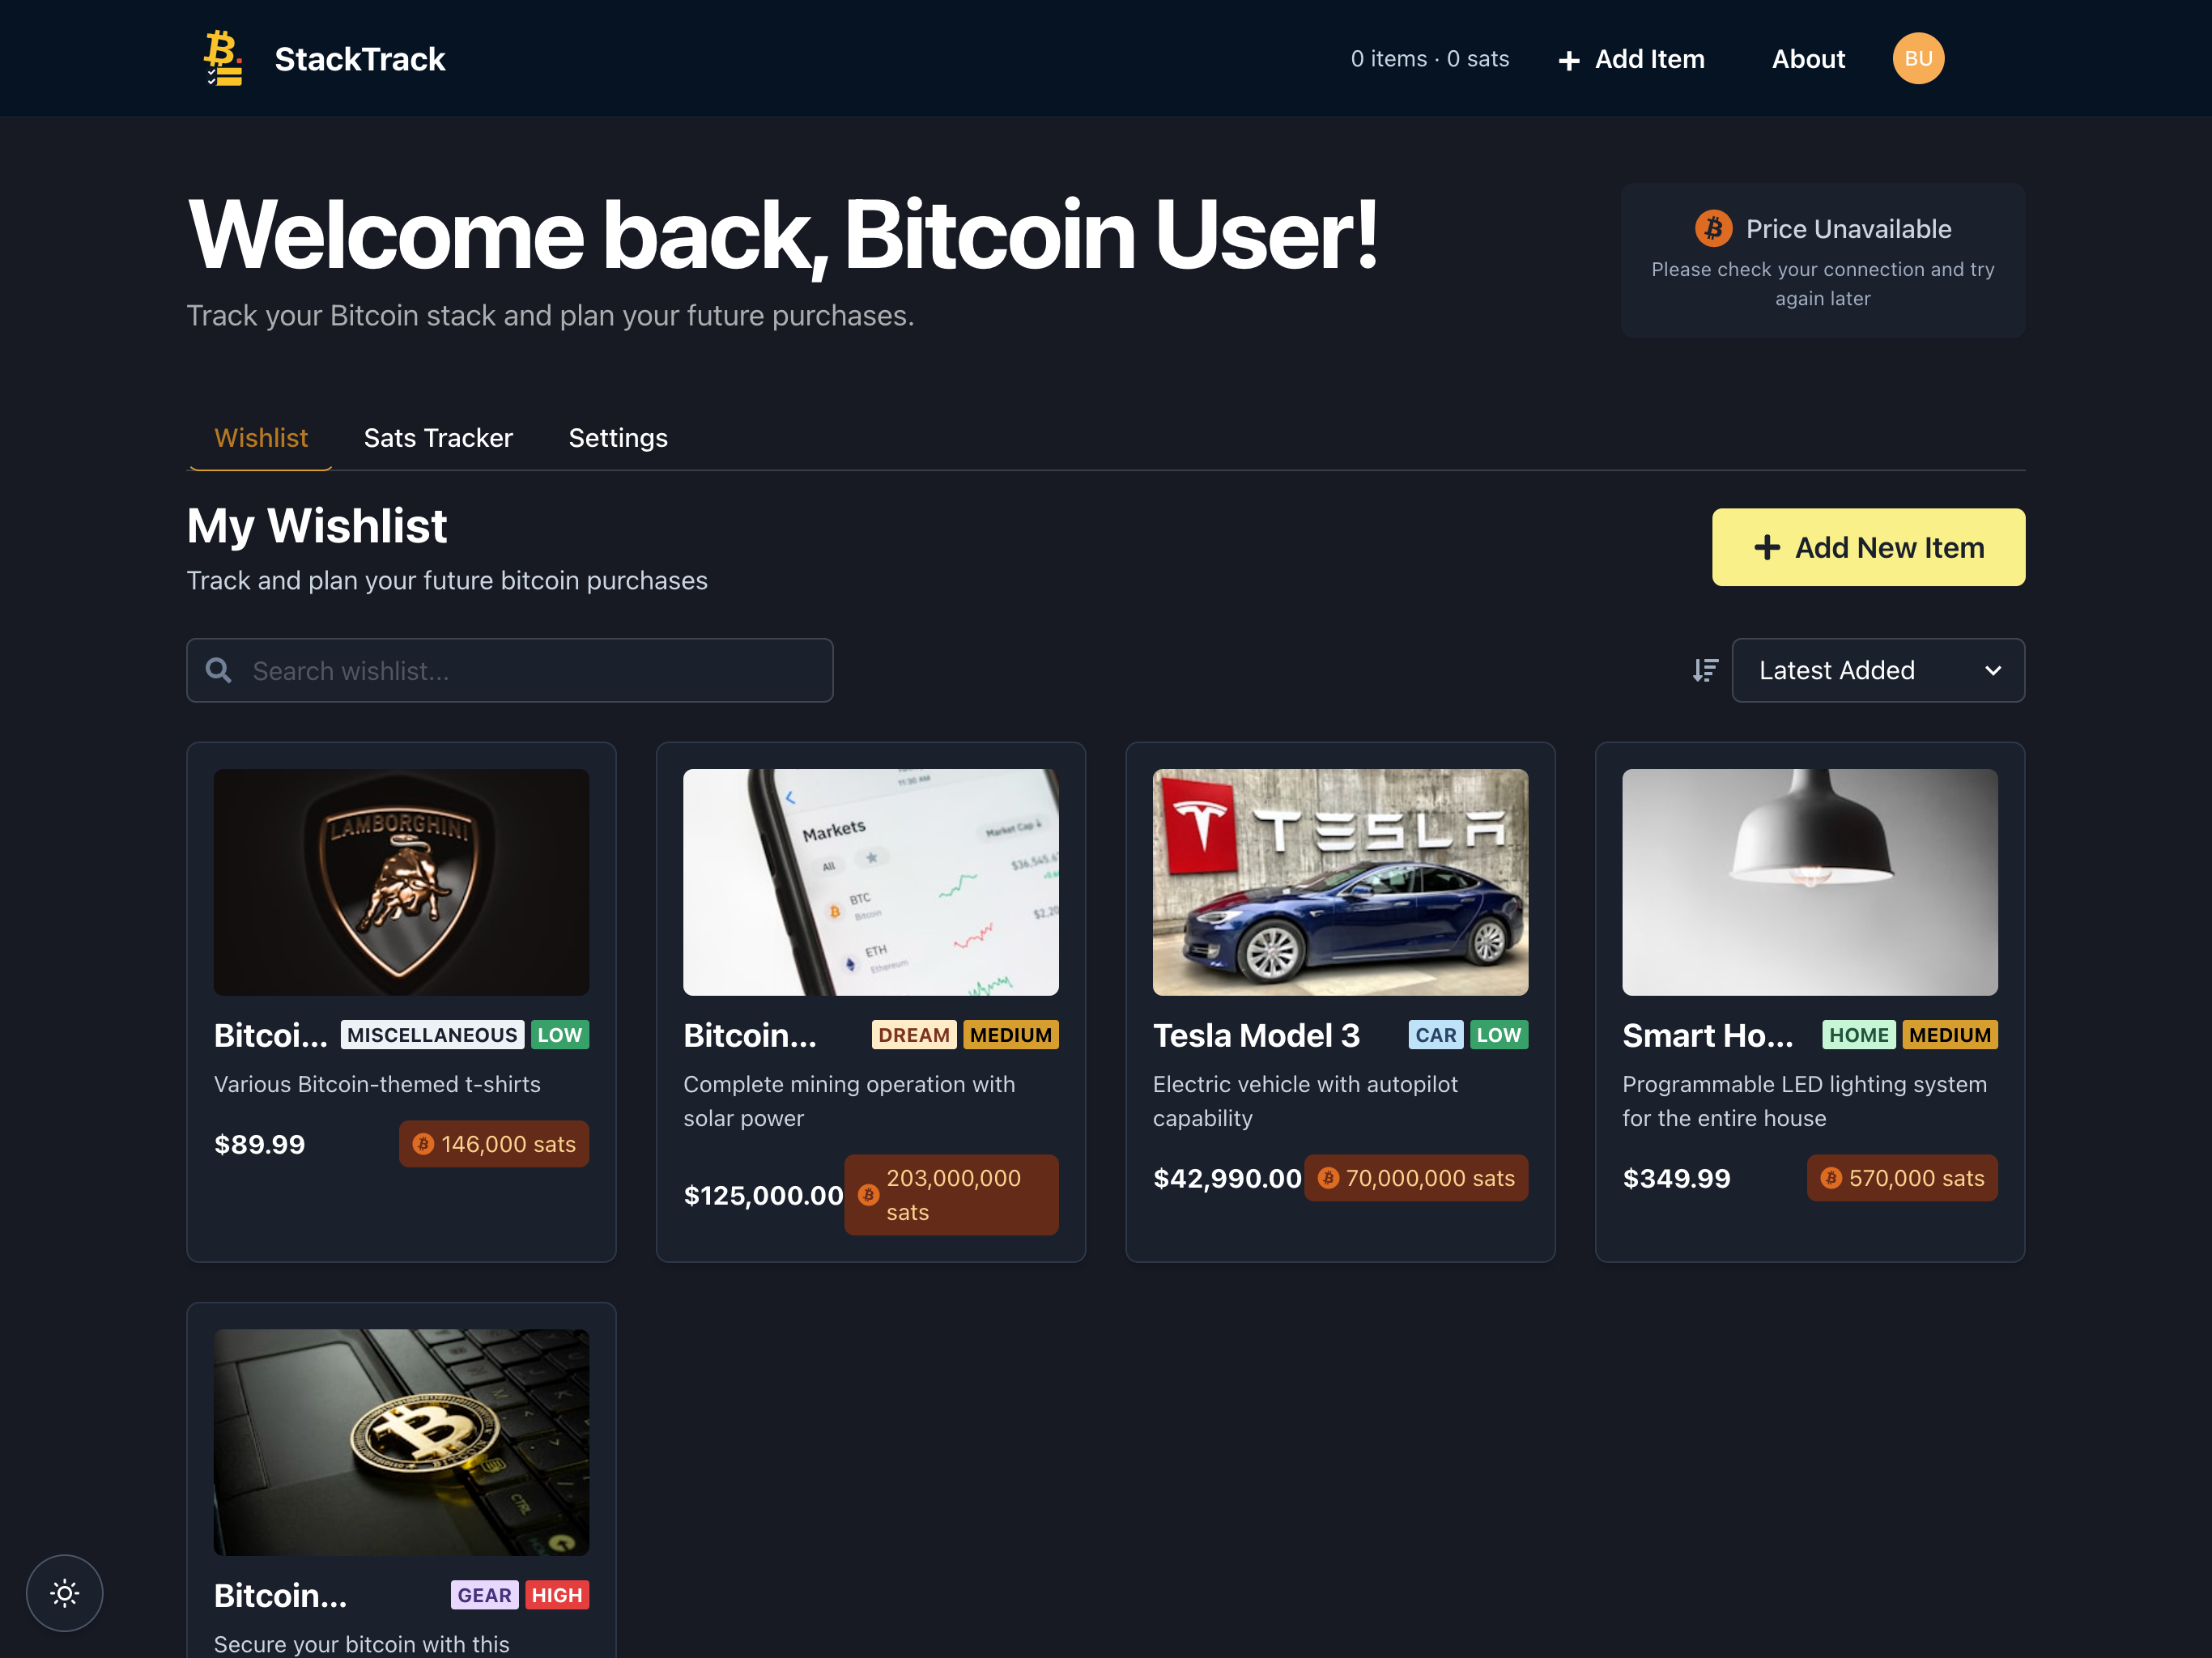 StackTrack
0 items · 0 sats
Add Item
About
BU
Welcome back, Bitcoin User!
Track your Bitcoin stack and plan your future purchases.
Price Unavailable
Please check your connection and try
again later
Wishlist
Sats Tracker
Settings
My Wishlist
Track and plan your future bitcoin purchases
Add New Item
Search wishlist...
Latest Added
LAMBORGHINI
Bitcoi...
MISCELLANEOUS
LOW
Various Bitcoin-themed t-shirts
$89.99
146,000 sats
11:30 AM
Markets
Market Cap
All
BTC
Bitcoin
ETH
Ethereum
Bitcoin...
DREAM
MEDIUM
Complete mining operation with
solar power
$125,000.00
203,000,000
sats
TESLA
Tesla Model 3
CAR
LOW
Electric vehicle with autopilot
capability
$42,990.00
70,000,000 sats
Smart Ho...
HOME
MEDIUM
Programmable LED lighting system
for the entire house
$349.99
570,000 sats
CTRL
Bitcoin...
GEAR
HIGH
Secure your bitcoin with this